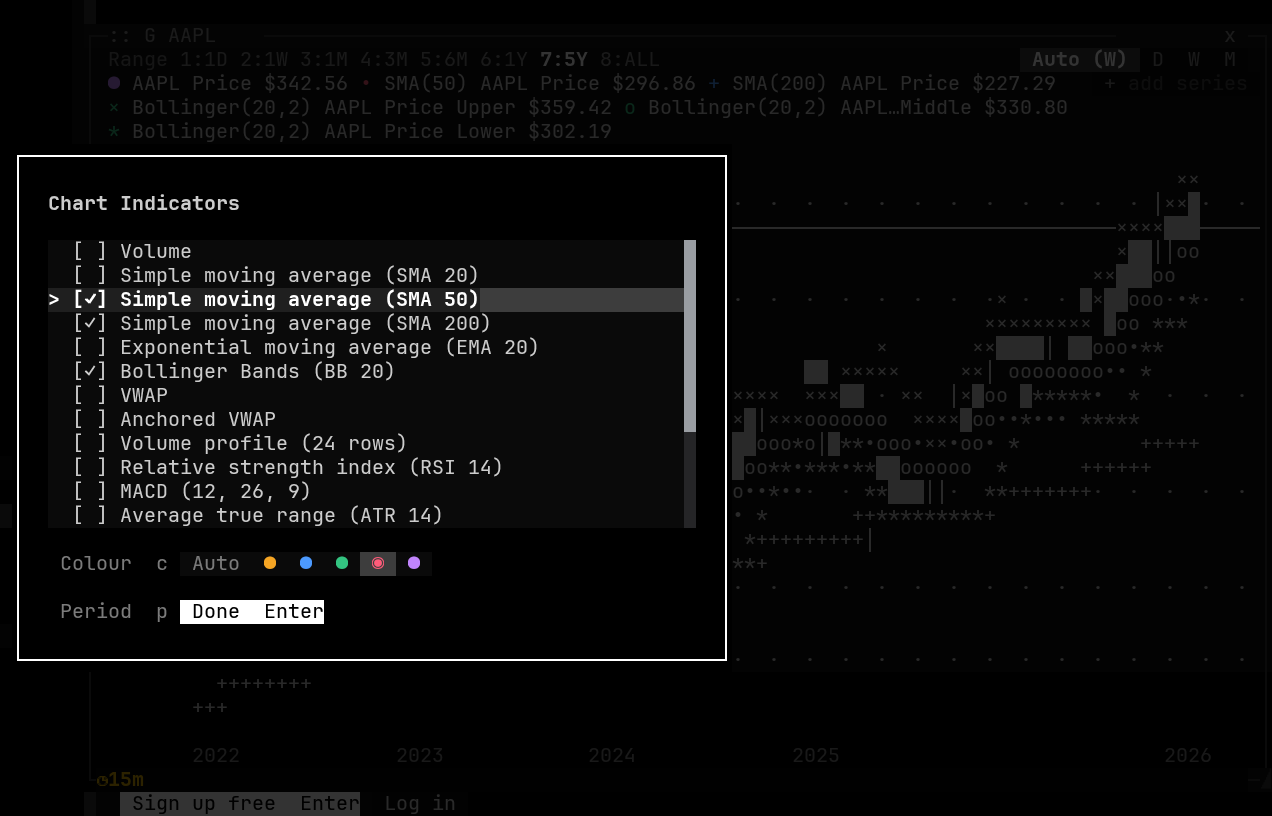 :: G AAPL x
Range 1:1D 2:1W 3:1M 4:3M 5:6M 6:1Y 7:5Y 8:ALL Auto (W) D W M
AAPL Price $342.56 • SMA(50) AAPL Price $296.86 + SMA(200) AAPL Price $227.29 + add series
× Bollinger(20,2) AAPL Price Upper $359.42 o Bollinger(20,2) AAPL…Middle $330.80
* Bollinger(20,2) AAPL Price Lower $302.19
Chart Indicators
[ ] Volume
[ ] Simple moving average (SMA 20)
> [✓] Simple moving average (SMA 50)
[✓] Simple moving average (SMA 200)
[ ] Exponential moving average (EMA 20)
[✓] Bollinger Bands (BB 20)
[ ] VWAP
[ ] Anchored VWAP
[ ] Volume profile (24 rows)
[ ] Relative strength index (RSI 14)
[ ] MACD (12, 26, 9)
[ ] Average true range (ATR 14)
Colour c Auto
Period p Done Enter
2022 2023 2024 2025 2026
15m
Sign up free Enter Log in